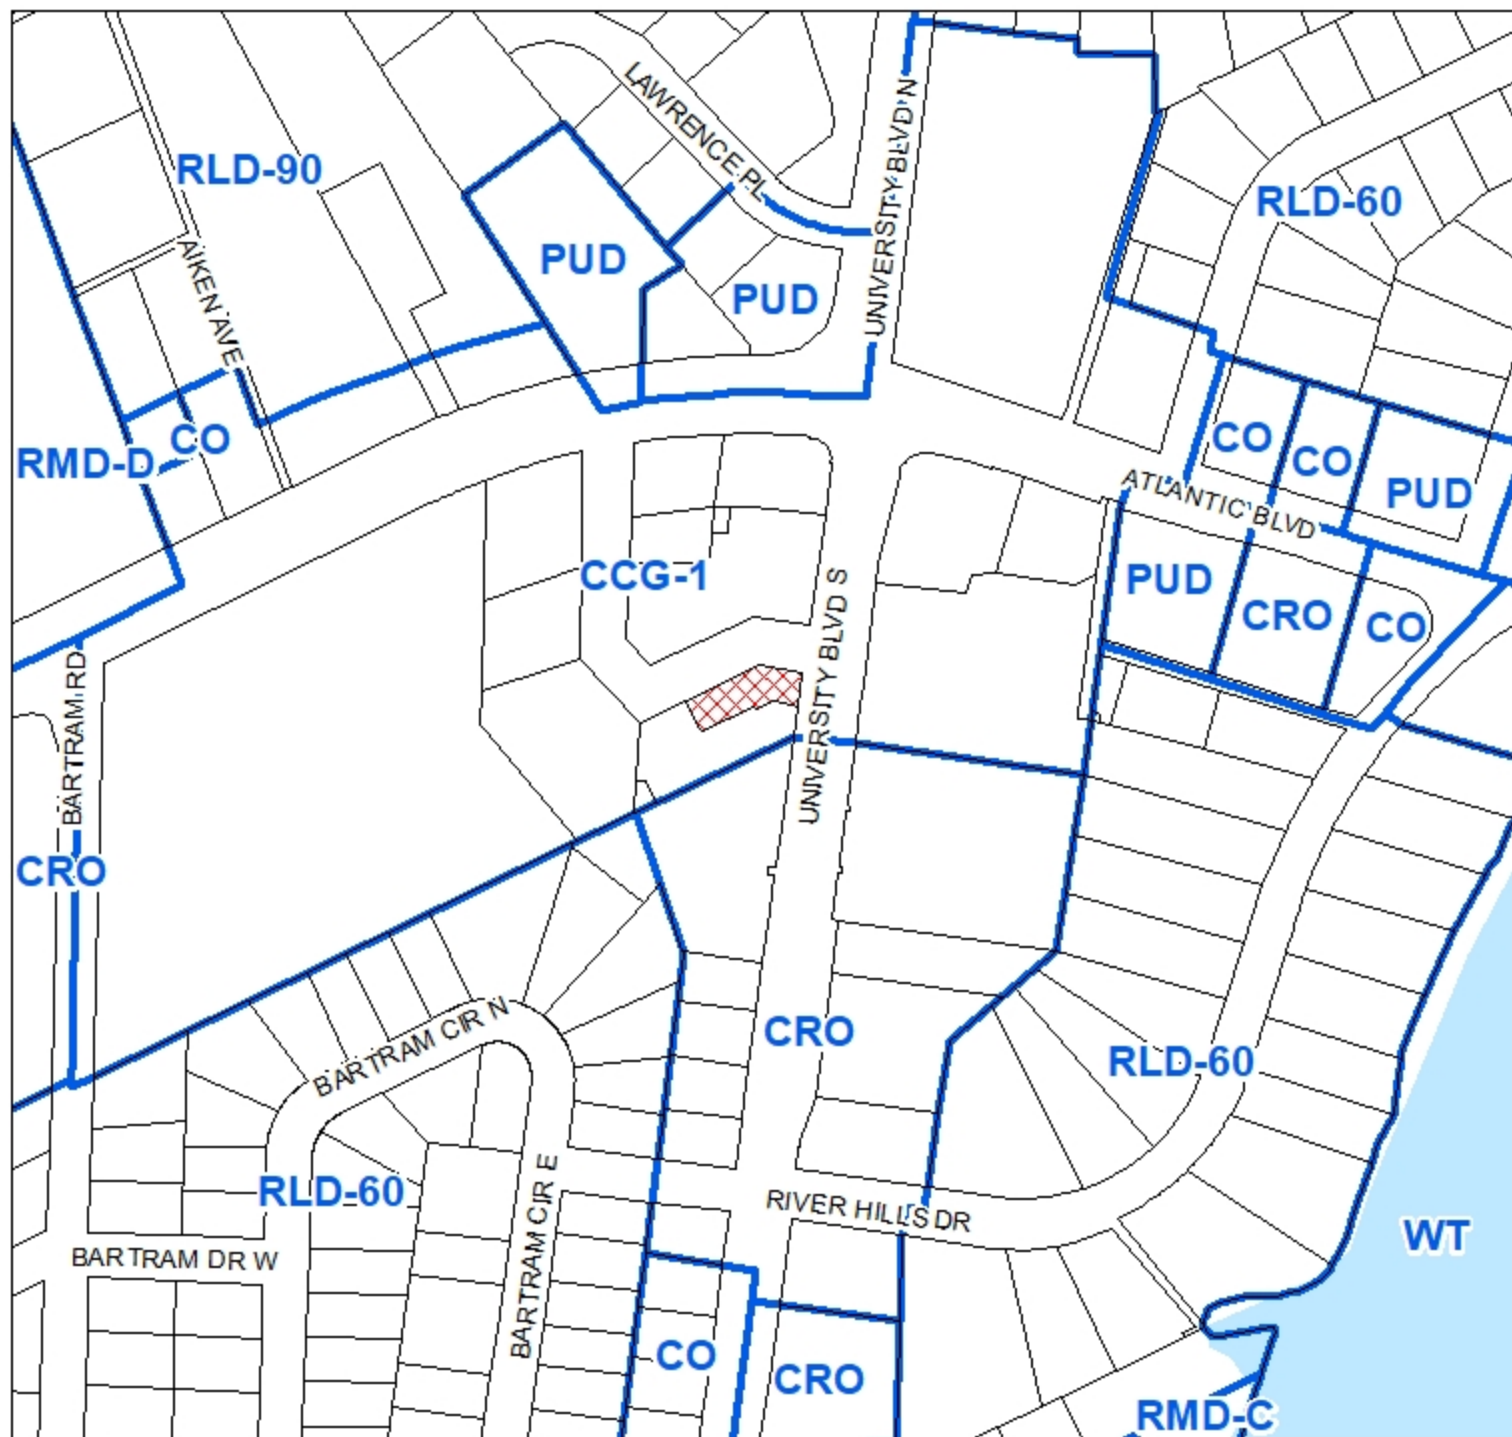 LAWRENCE PL
UNIVERSITY BLVD N
RLD-90
RLD-60
AIKEN AVE
PUD
PUD
CO
RMD-D
CO
CO
PUD
ATLANTIC BLVD
CCG-1
PUD
CRO
CO
UNIVERSITY BLVD S
BARTRAM RD
CRO
CRO
BARTRAM CIR N
RLD-60
RLD-60
BARTRAM CIR E
RIVER HILLS DR
WT
BARTRAM DR W
CO
CRO
RMD-C